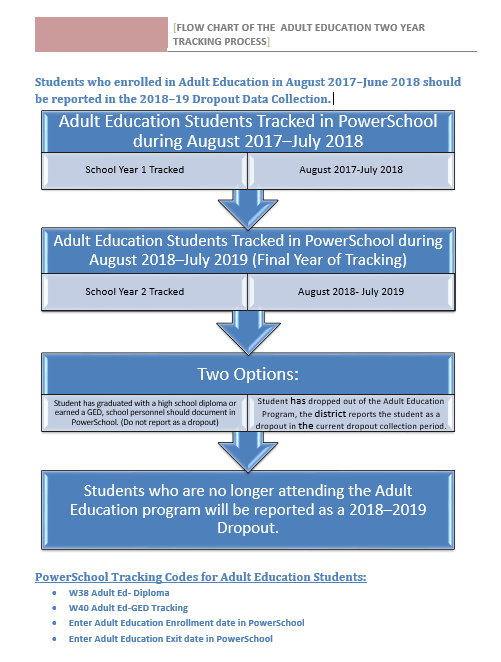 [FLOW CHART OF THE ADULT EDUCATION TWO YEAR
TRACKING PROCESS]
Students who enrolled in Adult Education in August 2017–June 2018 should
be reported in the 2018–19 Dropout Data Collection.
Adult Education Students Tracked in PowerSchool
during August 2017–July 2018
School Year 1 Tracked
August 2017-July 2018
Adult Education Students Tracked in PowerSchool during
August 2018–July 2019 (Final Year of Tracking)
School Year 2 Tracked
August 2018- July 2019
Two Options:
Student has graduated with a high school diploma or
earned a GED, school personnel should document in
PowerSchool. (Do not report as a dropout)
Student has dropped out of the Adult Education
Program, the district reports the student as a
dropout in the current dropout collection period.
Students who are no longer attending the Adult
Education program will be reported as a 2018–2019
Dropout.
PowerSchool Tracking Codes for Adult Education Students:
• W38 Adult Ed- Diploma
• W40 Adult Ed-GED Tracking
• Enter Adult Education Enrollment date in PowerSchool
• Enter Adult Education Exit date in PowerSchool